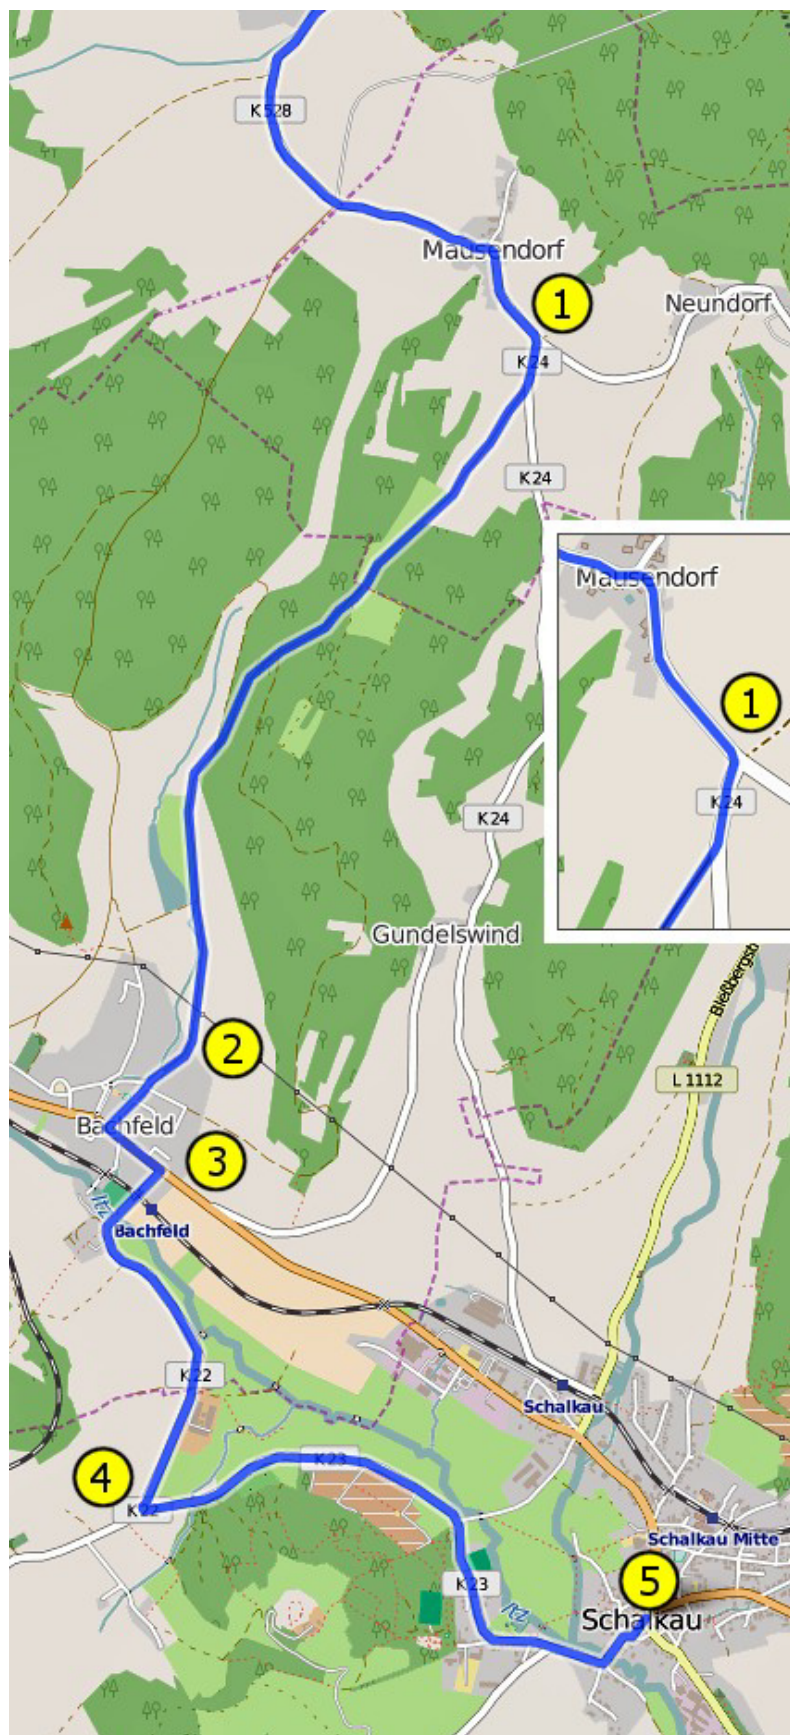 K528
Mausendorf
1
Neundorf
K24
K24
Mausendorf
1
K24
K24
Gundelswind
Bleßbergstr
2
L 1112
Bachfeld
3
Itz
Bachfeld
K22
Schalkau
4
K23
K22
Schalkau Mitte
5
K23
Itz
Schalkau